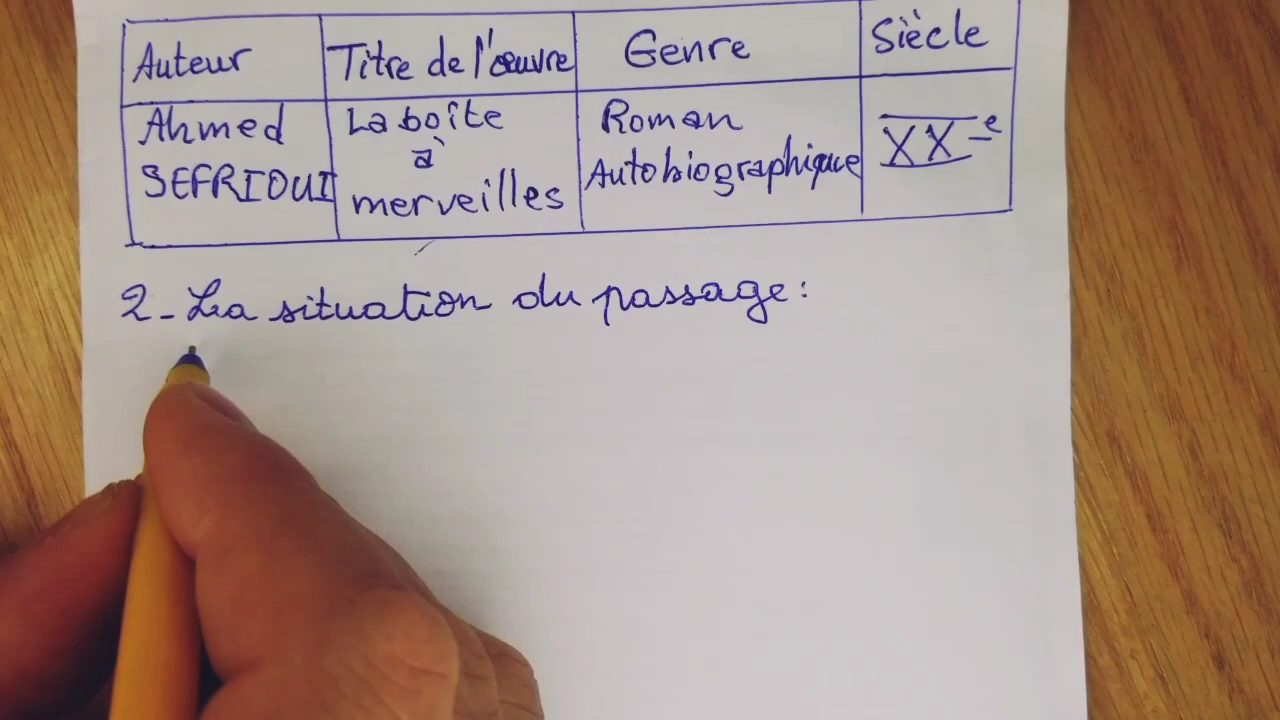 Auteur Titre de l'œuvre Genre Siècle
Ahmed SEFRIOUI La boîte à merveilles Roman Autobiographique XXe
2- La situation du passage: